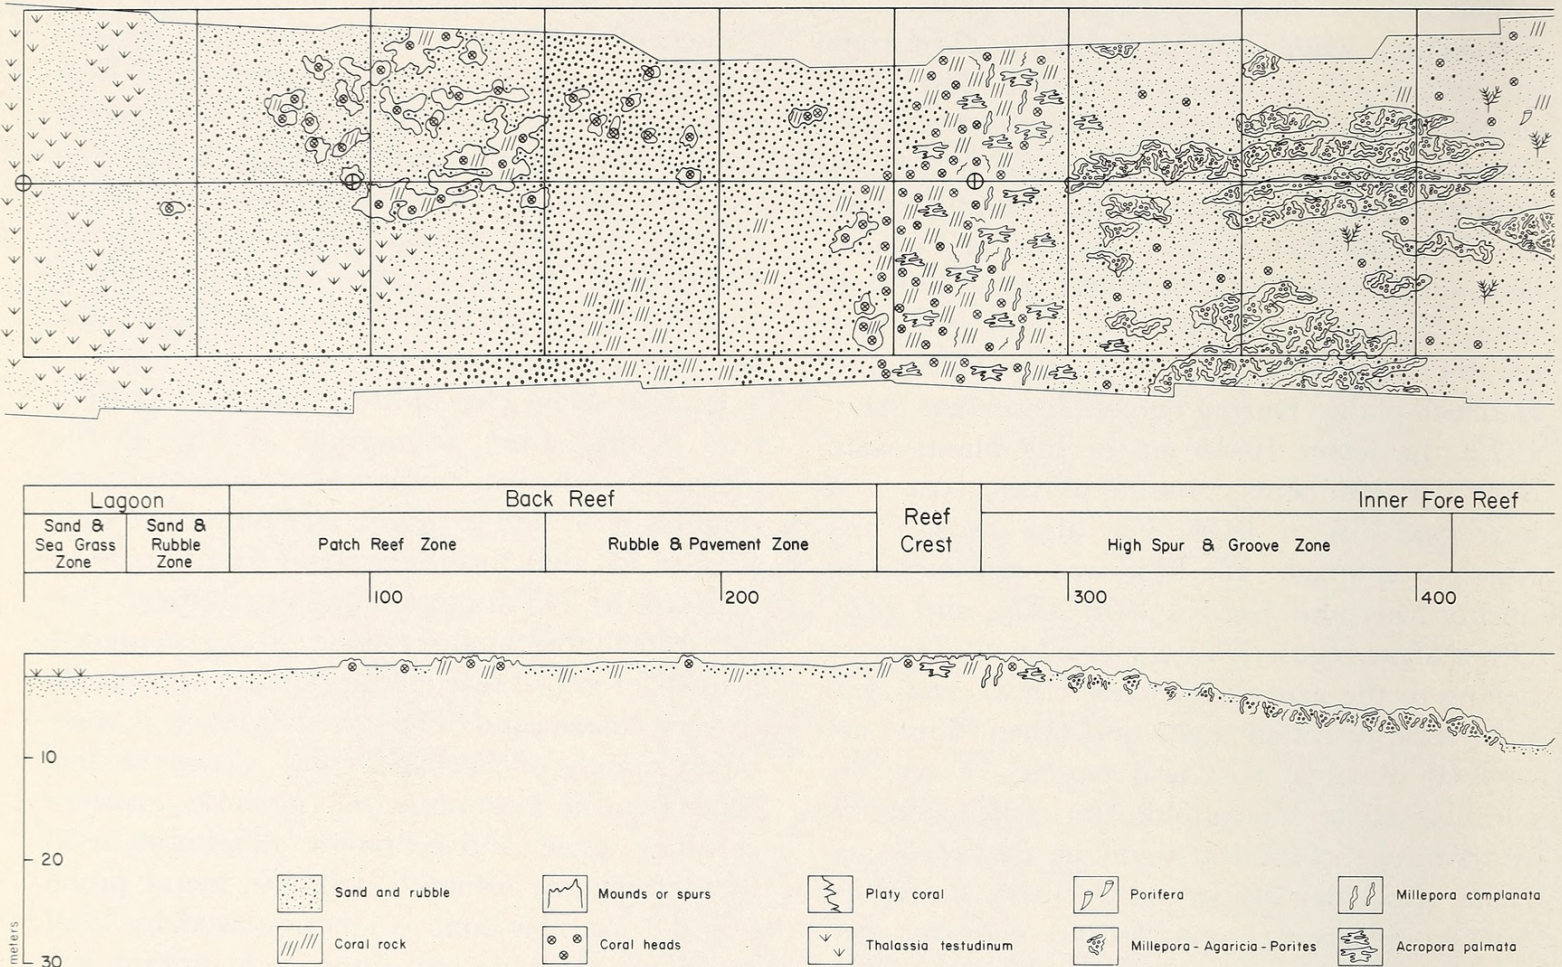 Lagoon
Back Reef
Reef
Crest
Inner Fore Reef
Sand &
Sea Grass
Zone
Sand &
Rubble
Zone
Patch Reef Zone
Rubble & Pavement Zone
High Spur & Groove Zone
100
200
300
400
10
20
30
meters
Sand and rubble
Mounds or spurs
Platy coral
Porifera
Millepora complanata
Coral rock
Coral heads
Thalassia testudinum
Millepora - Agaricia - Porites
Acropora palmata